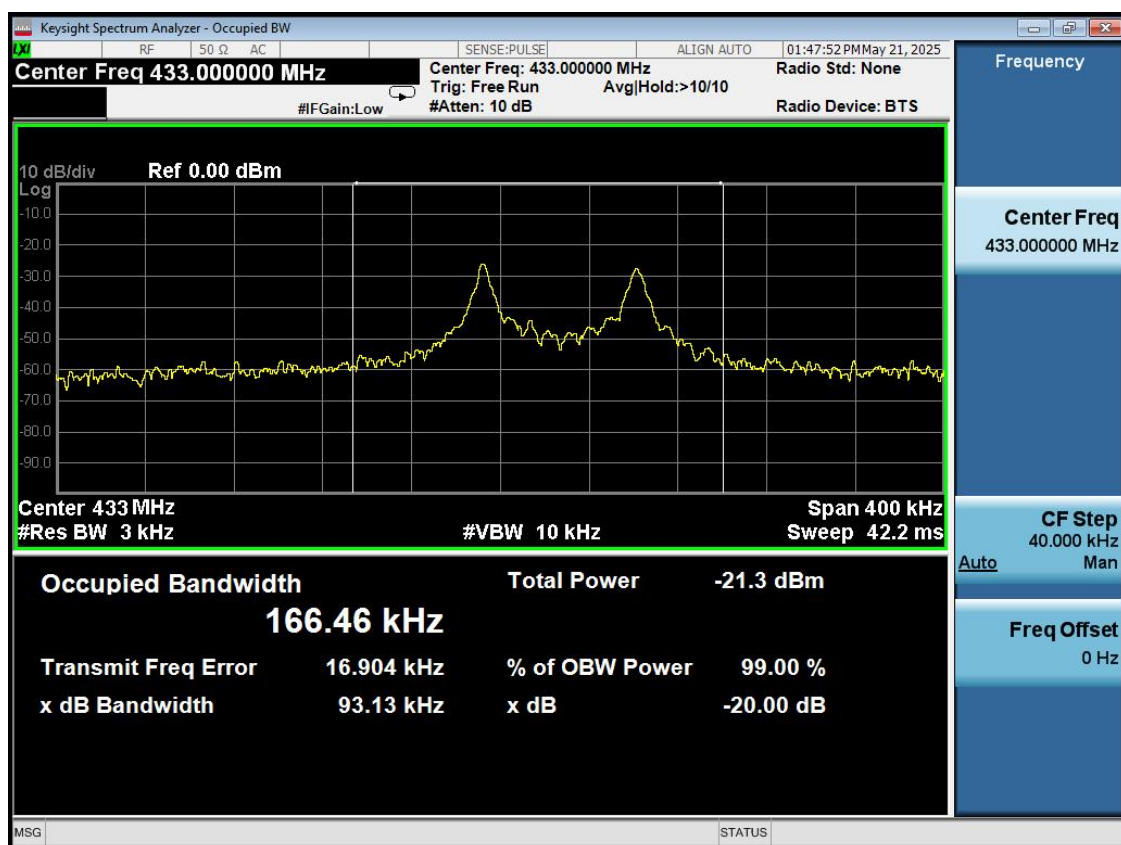 Keysight Spectrum Analyzer - Occupied BW
LXI RF 50 Ω AC SENSE:PULSE ALIGN AUTO 01:47:52 PM May 21, 2025
Center Freq 433.000000 MHz
Center Freq: 433.000000 MHz Radio Std: None
Trig: Free Run Avg|Hold:>10/10
#IFGain:Low #Atten: 10 dB Radio Device: BTS
10 dB/div Ref 0.00 dBm
Log
-10.0
-20.0
-30.0
-40.0
-50.0
-60.0
-70.0
-80.0
-90.0
Center 433 MHz Span 400 kHz
#Res BW 3 kHz #VBW 10 kHz Sweep 42.2 ms
Occupied Bandwidth Total Power -21.3 dBm
166.46 kHz
Transmit Freq Error 16.904 kHz % of OBW Power 99.00 %
x dB Bandwidth 93.13 kHz x dB -20.00 dB
MSG STATUS
Frequency
Center Freq
433.000000 MHz
CF Step
40.000 kHz
Auto Man
Freq Offset
0 Hz